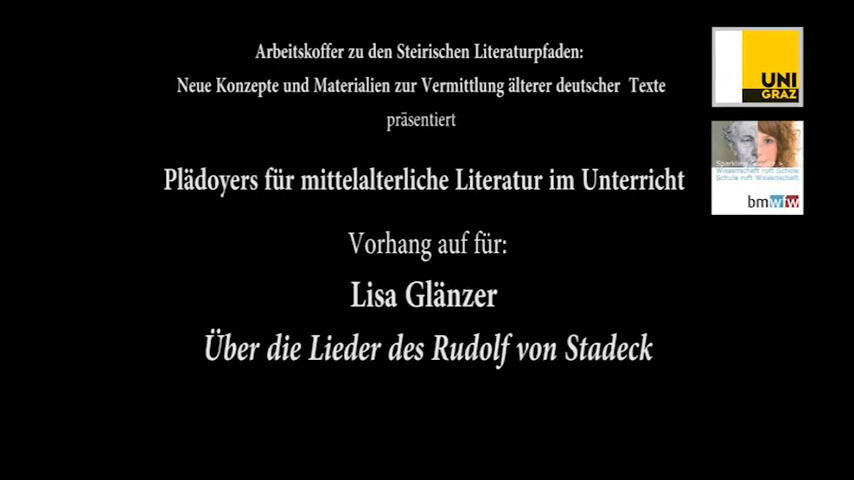 Arbeitskoffer zu den Steirischen Literaturpfaden:
Neue Konzepte und Materialien zur Vermittlung älterer deutscher Texte
präsentiert
Plädoyers für mittelalterliche Literatur im Unterricht
Vorhang auf für:
Lisa Glänzer
Über die Lieder des Rudolf von Stadeck
UNI
GRAZ
Sparkling Science >
Wissenschaft ruft Schule
Schule ruft Wissenschaft
bmwfw